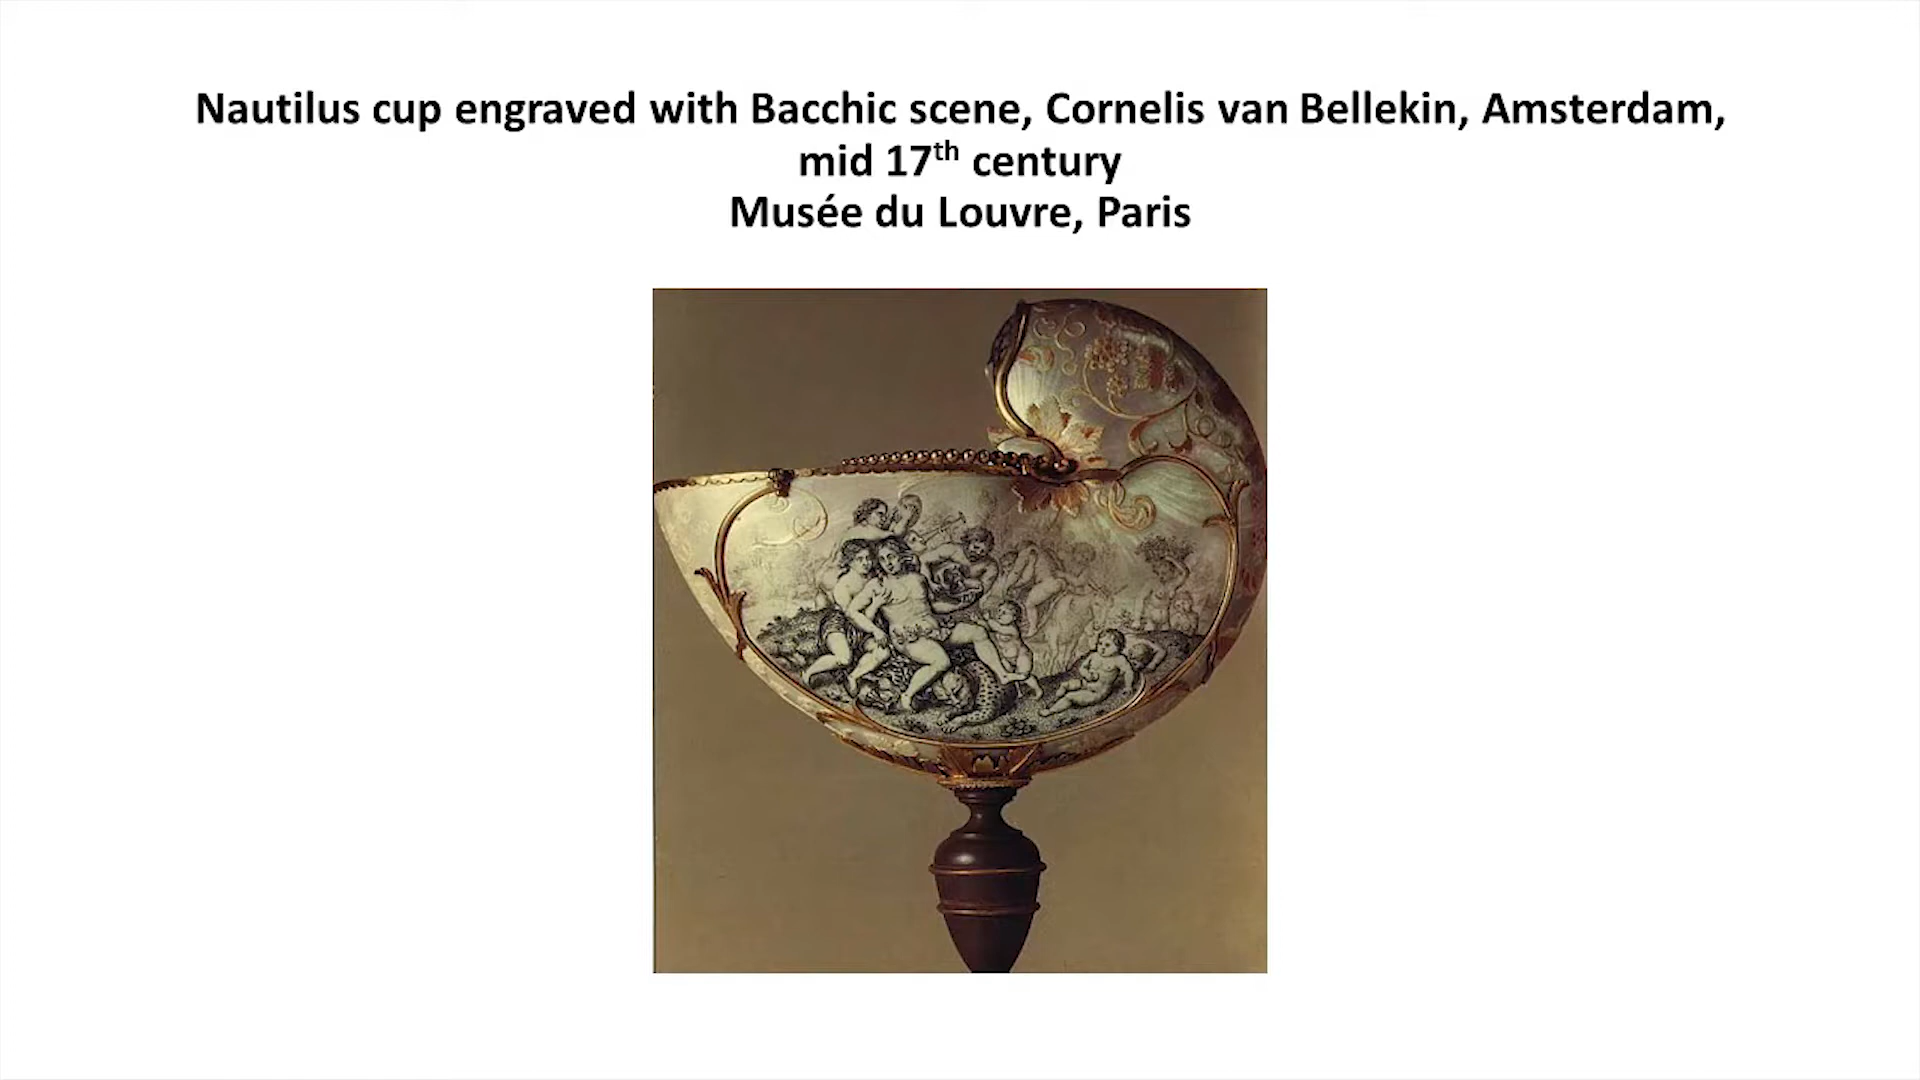 Nautilus cup engraved with Bacchic scene, Cornelis van Bellekin, Amsterdam,
mid 17th century
Musée du Louvre, Paris